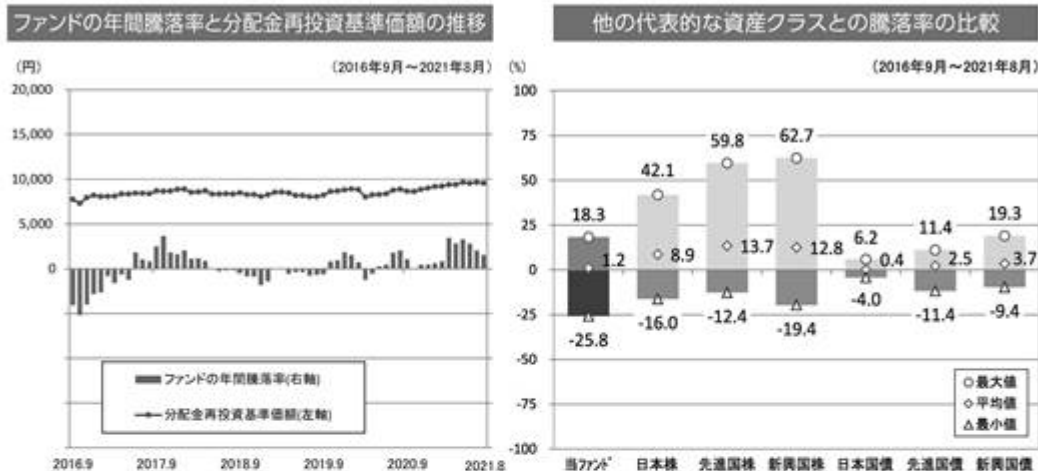 ファンドの年間騰落率と分配金再投資基準価額の推移
(円)
(2016年9月～2021年8月)
20,000
15,000
10,000
5,000
0
ファンドの年間騰落率(右軸)
分配金再投資基準価額(左軸)
2016.9 2017.9 2018.9 2019.9 2020.9 2021.8
他の代表的な資産クラスとの騰落率の比較
(%)
(2016年9月～2021年8月)
100
75
50
25
0
-25
-50
-75
-100
18.3 42.1 59.8 62.7 6.2 11.4 19.3
1.2 8.9 13.7 12.8 0.4 2.5 3.7
-25.8 -16.0 -12.4 -19.4 -4.0 -11.4 -9.4
最大値
平均値
最小値
当ファンド 日本株 先進国株 新興国株 日本国債 先進国債 新興国債